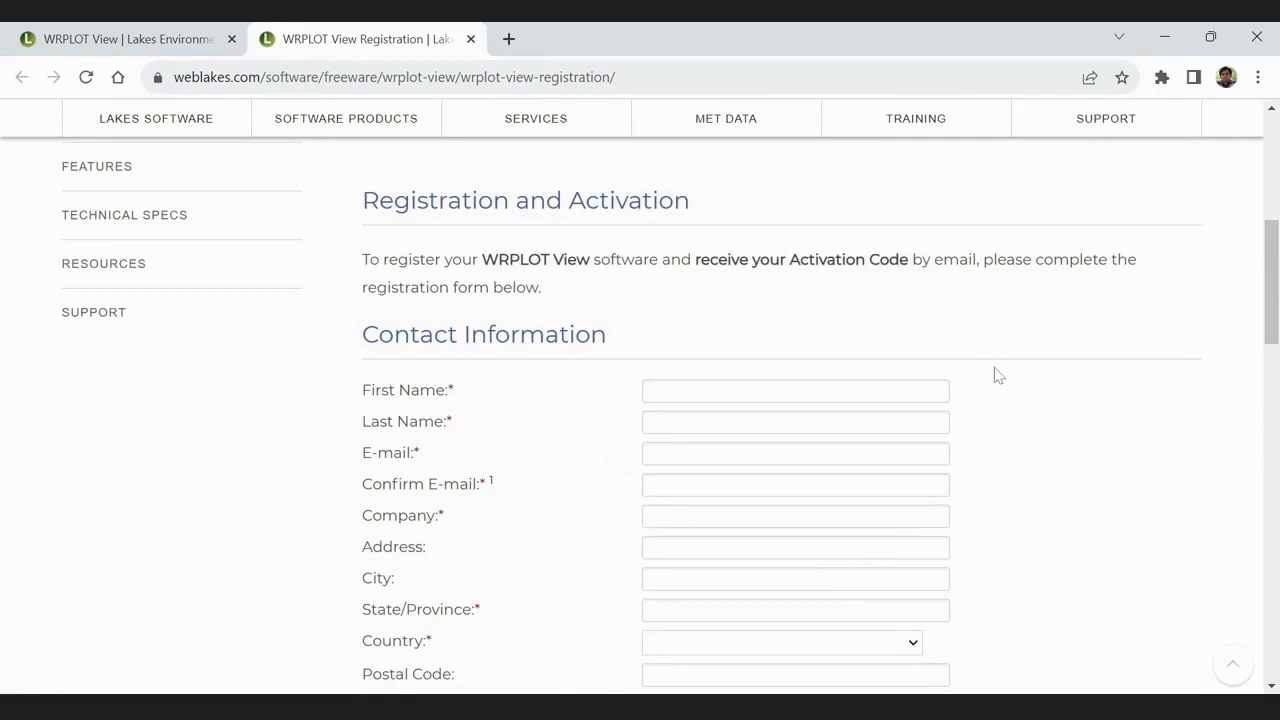 WRPLOT View | Lakes Environme
WRPLOT View Registration | Lak
weblakes.com/software/freeware/wrplot-view/wrplot-view-registration/
LAKES SOFTWARE
SOFTWARE PRODUCTS
SERVICES
MET DATA
TRAINING
SUPPORT
FEATURES
TECHNICAL SPECS
RESOURCES
SUPPORT
Registration and Activation
To register your WRPLOT View software and receive your Activation Code by email, please complete the
registration form below.
Contact Information
First Name:*
Last Name:*
E-mail:*
Confirm E-mail:* 1
Company:*
Address:
City:
State/Province:*
Country:*
Postal Code: